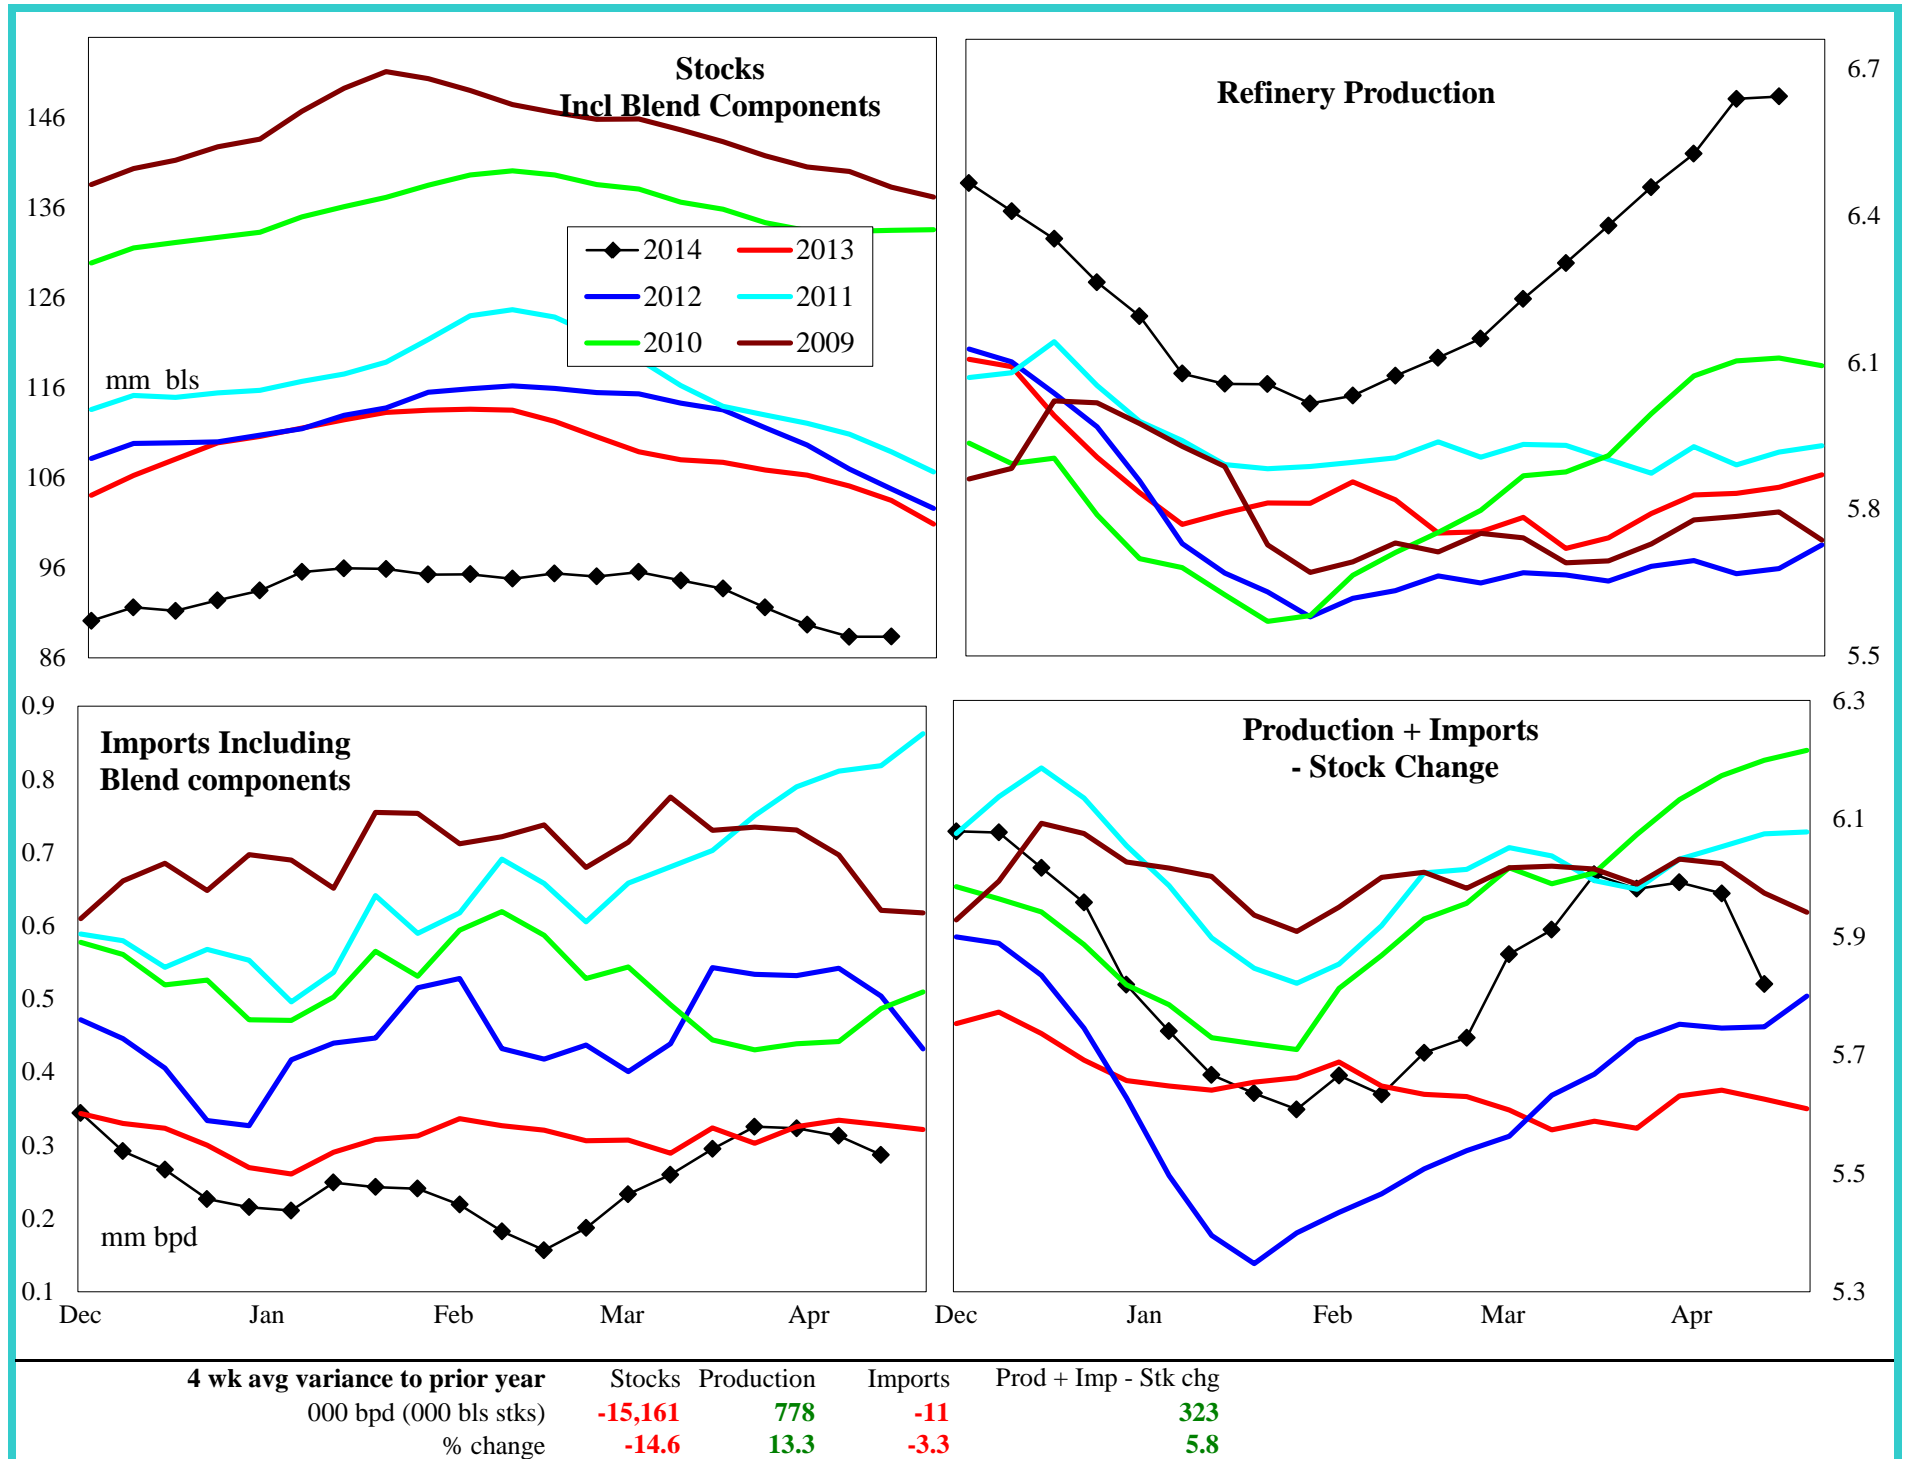 Stocks
Incl Blend Components
146
136
126
116
106
96
86
mm bls
2014 2013
2012 2011
2010 2009
Refinery Production
6.7
6.4
6.1
5.8
5.5
Imports Including
Blend components
0.9
0.8
0.7
0.6
0.5
0.4
0.3
0.2
0.1
mm bpd
Dec Jan Feb Mar Apr
Production + Imports
- Stock Change
6.3
6.1
5.9
5.7
5.5
5.3
Dec Jan Feb Mar Apr
4 wk avg variance to prior year Stocks Production Imports Prod + Imp - Stk chg
000 bpd (000 bls stks) -15,161 778 -11 323
% change -14.6 13.3 -3.3 5.8